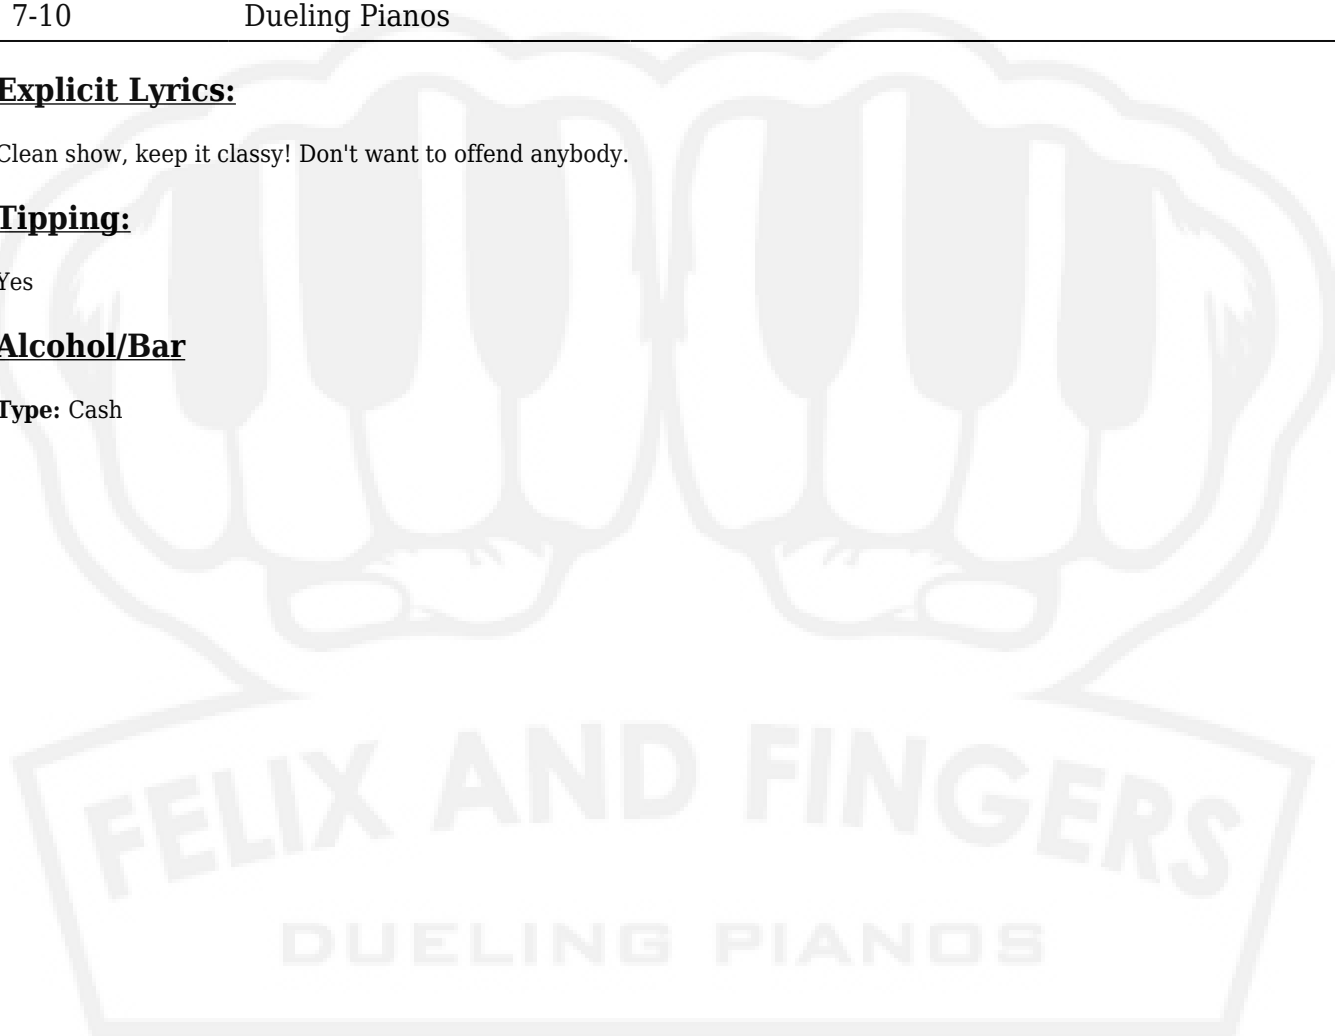 7-10 Dueling Pianos
Explicit Lyrics:
Clean show, keep it classy! Don't want to offend anybody.
Tipping:
Yes
Alcohol/Bar
Type: Cash
FELIX AND FINGERS
DUELING PIANOS